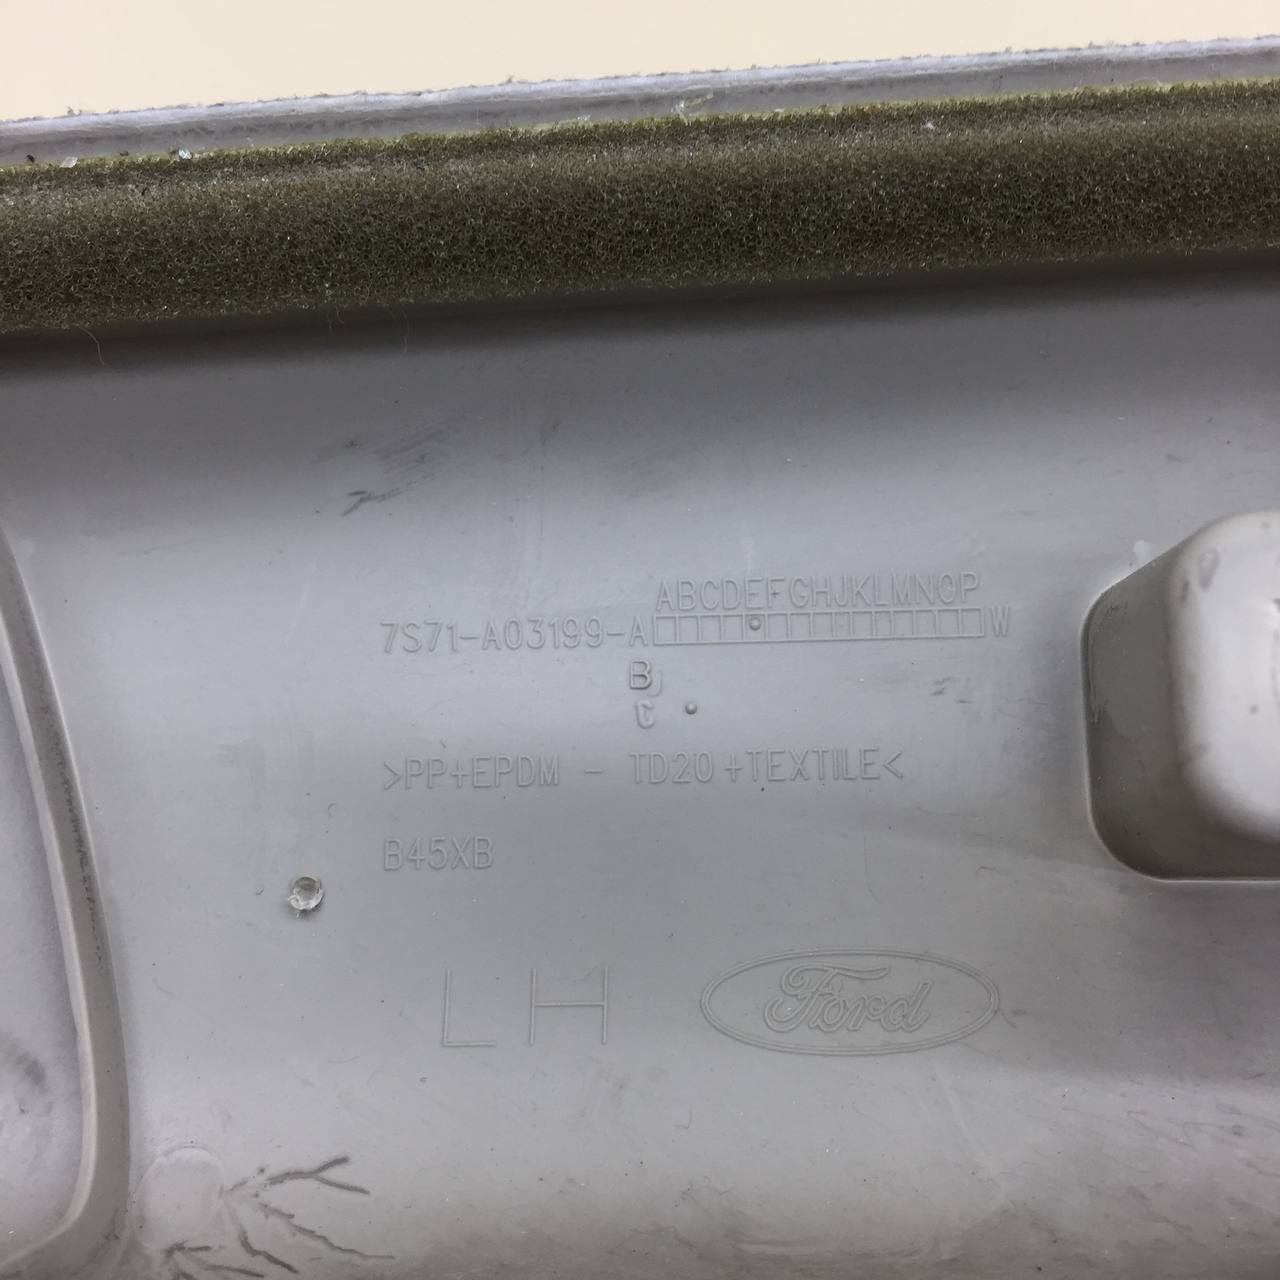 ABCDEFGHJKLMNOP
7S71-A03199-A W
B
C
>PP+EPDM - TD20+TEXTILE<
B45XB
LH
Ford